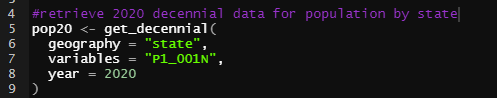 4 #retrieve 2020 decennial data for population by state
5 pop20 <- get_decennial(
6 geography = "state",
7 variables = "P1_001N",
8 year = 2020
9 )